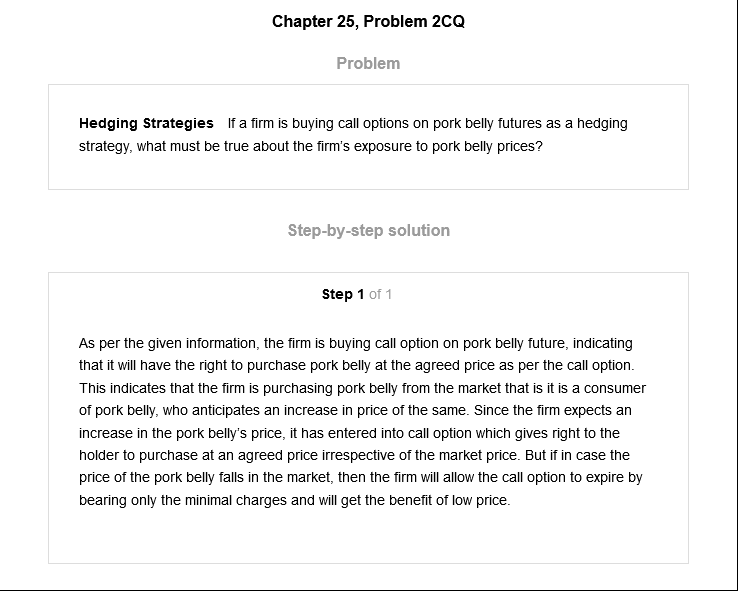 Chapter 25, Problem 2CQ
Problem
Hedging Strategies If a firm is buying call options on pork belly futures as a hedging
strategy, what must be true about the firm's exposure to pork belly prices?
Step-by-step solution
Step 1 of 1
As per the given information, the firm is buying call option on pork belly future, indicating
that it will have the right to purchase pork belly at the agreed price as per the call option.
This indicates that the firm is purchasing pork belly from the market that is it is a consumer
of pork belly, who anticipates an increase in price of the same. Since the firm expects an
increase in the pork belly's price, it has entered into call option which gives right to the
holder to purchase at an agreed price irrespective of the market price. But if in case the
price of the pork belly falls in the market, then the firm will allow the call option to expire by
bearing only the minimal charges and will get the benefit of low price.